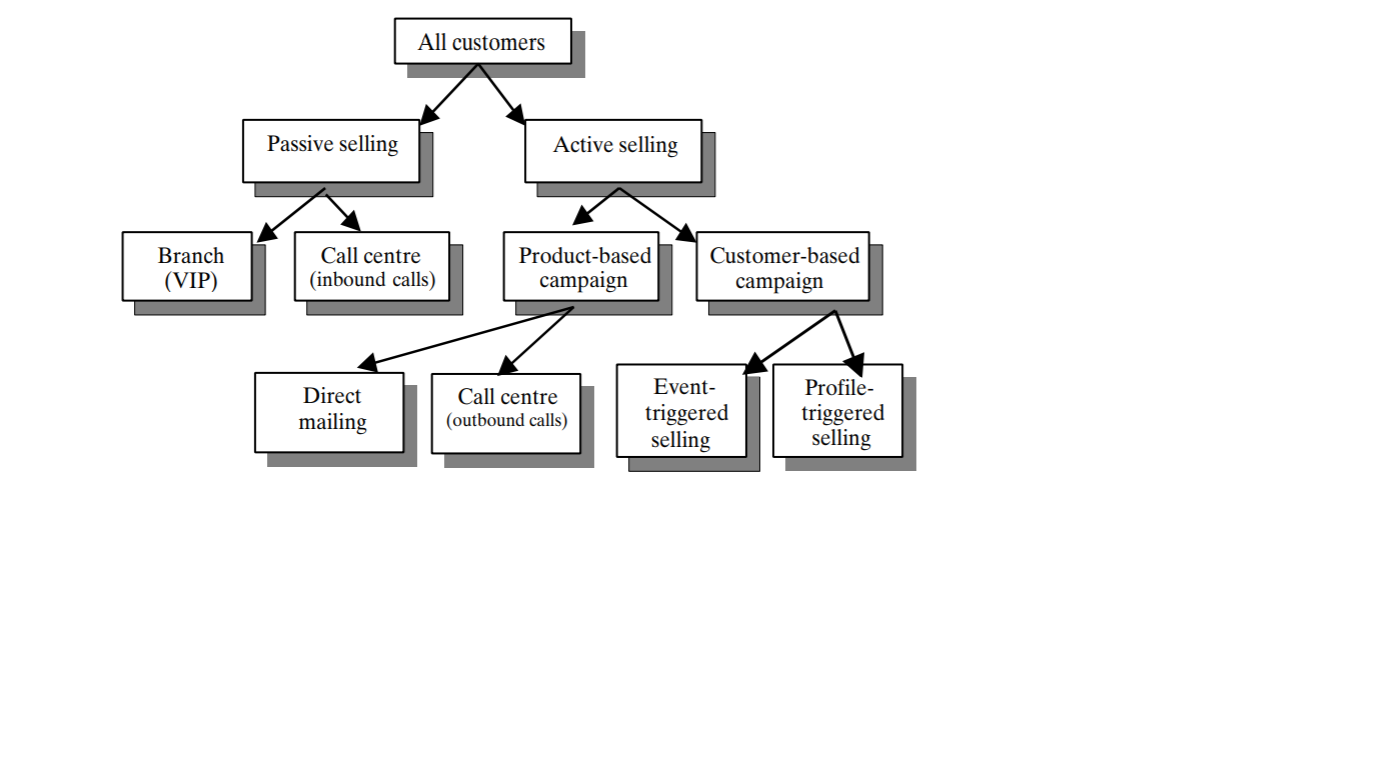 All customers
Passive selling
Active selling
Branch
(VIP)
Call centre
(inbound calls)
Product-based
campaign
Customer-based
campaign
Direct
mailing
Call centre
(outbound calls)
Event-
triggered
selling
Profile-
triggered
selling